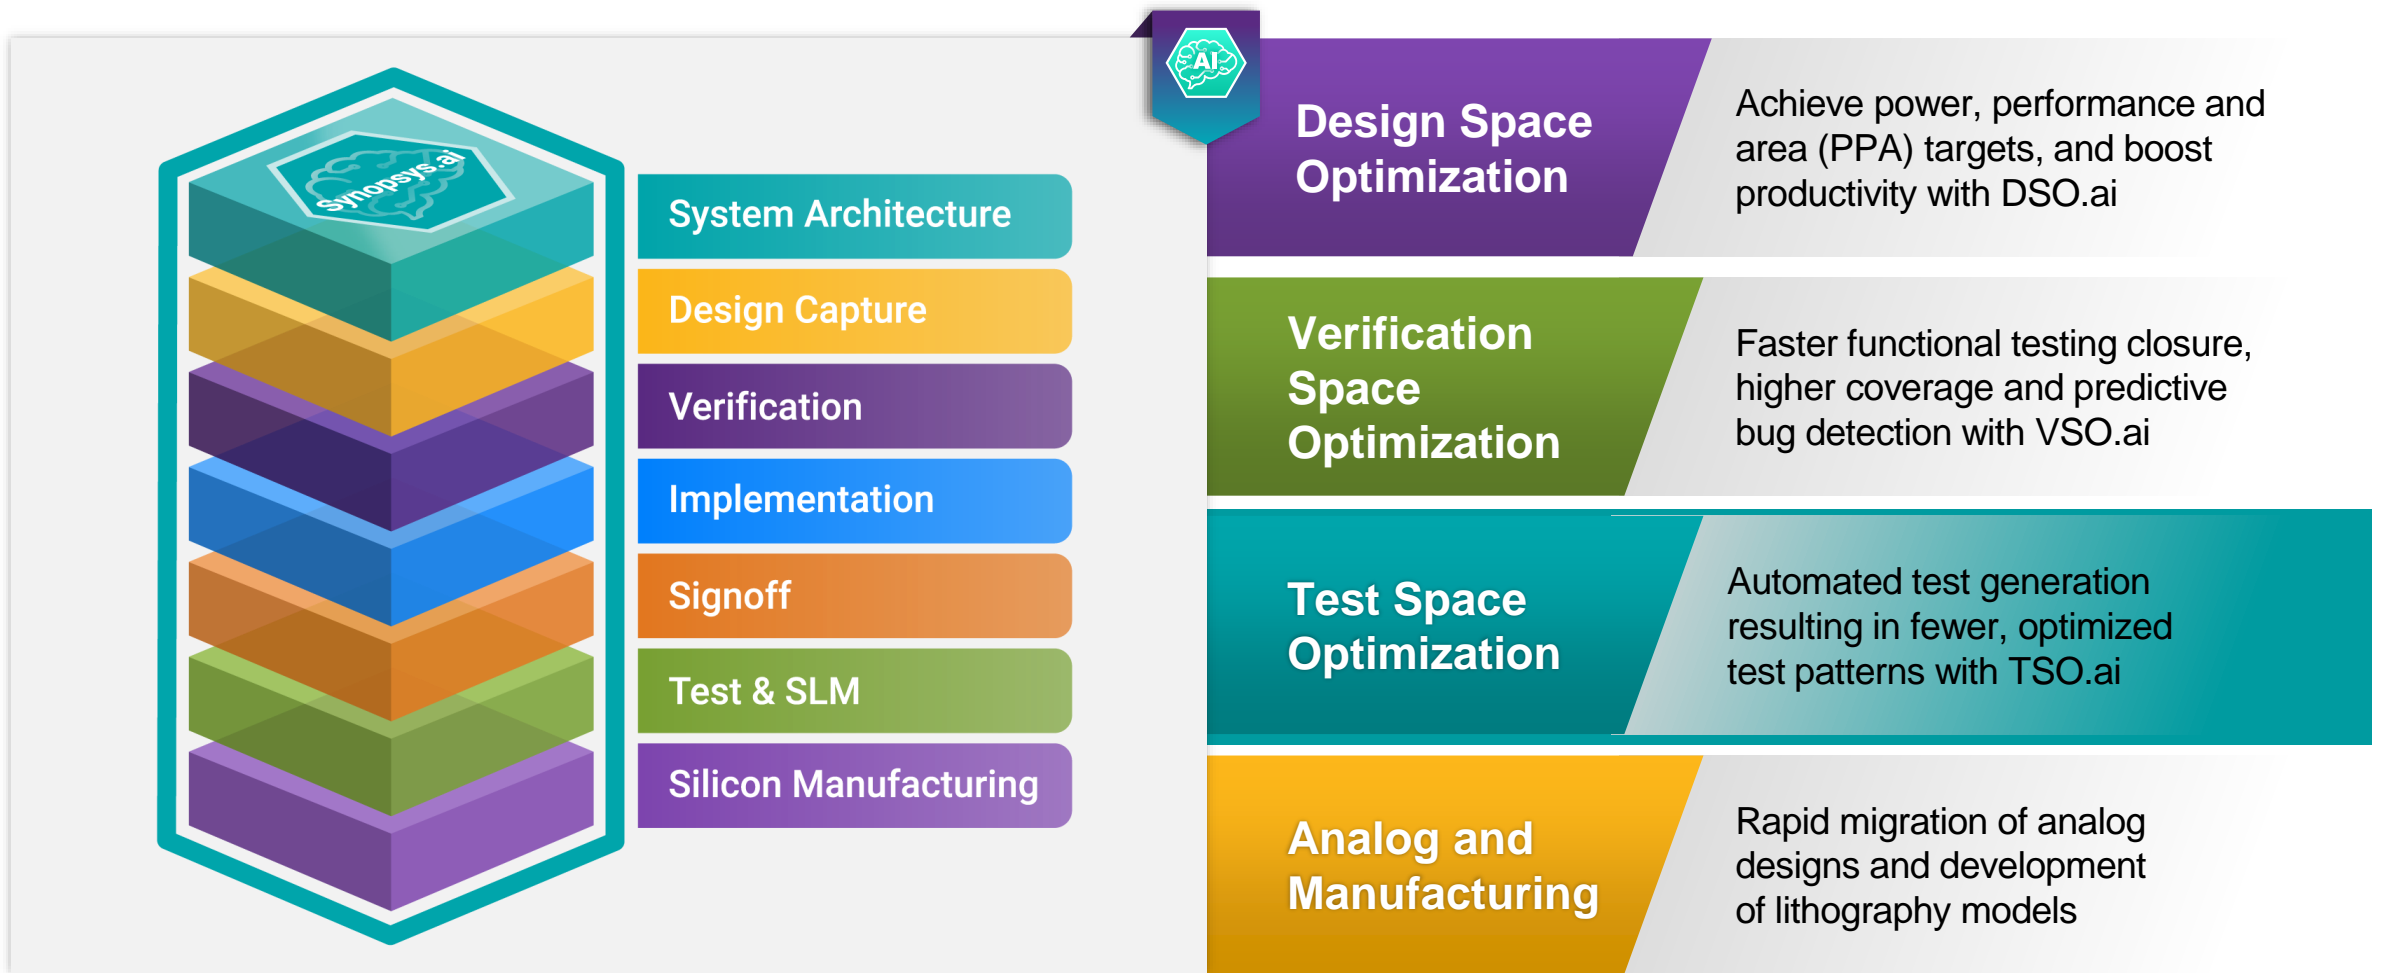 Synopsys.ai
System Architecture
Design Capture
Verification
Implementation
Signoff
Test & SLM
Silicon Manufacturing
AI
Design Space
Optimization
Achieve power, performance and
area (PPA) targets, and boost
productivity with DSO.ai
Verification
Space
Optimization
Faster functional testing closure,
higher coverage and predictive
bug detection with VSO.ai
Test Space
Optimization
Automated test generation
resulting in fewer, optimized
test patterns with TSO.ai
Analog and
Manufacturing
Rapid migration of analog
designs and development
of lithography models